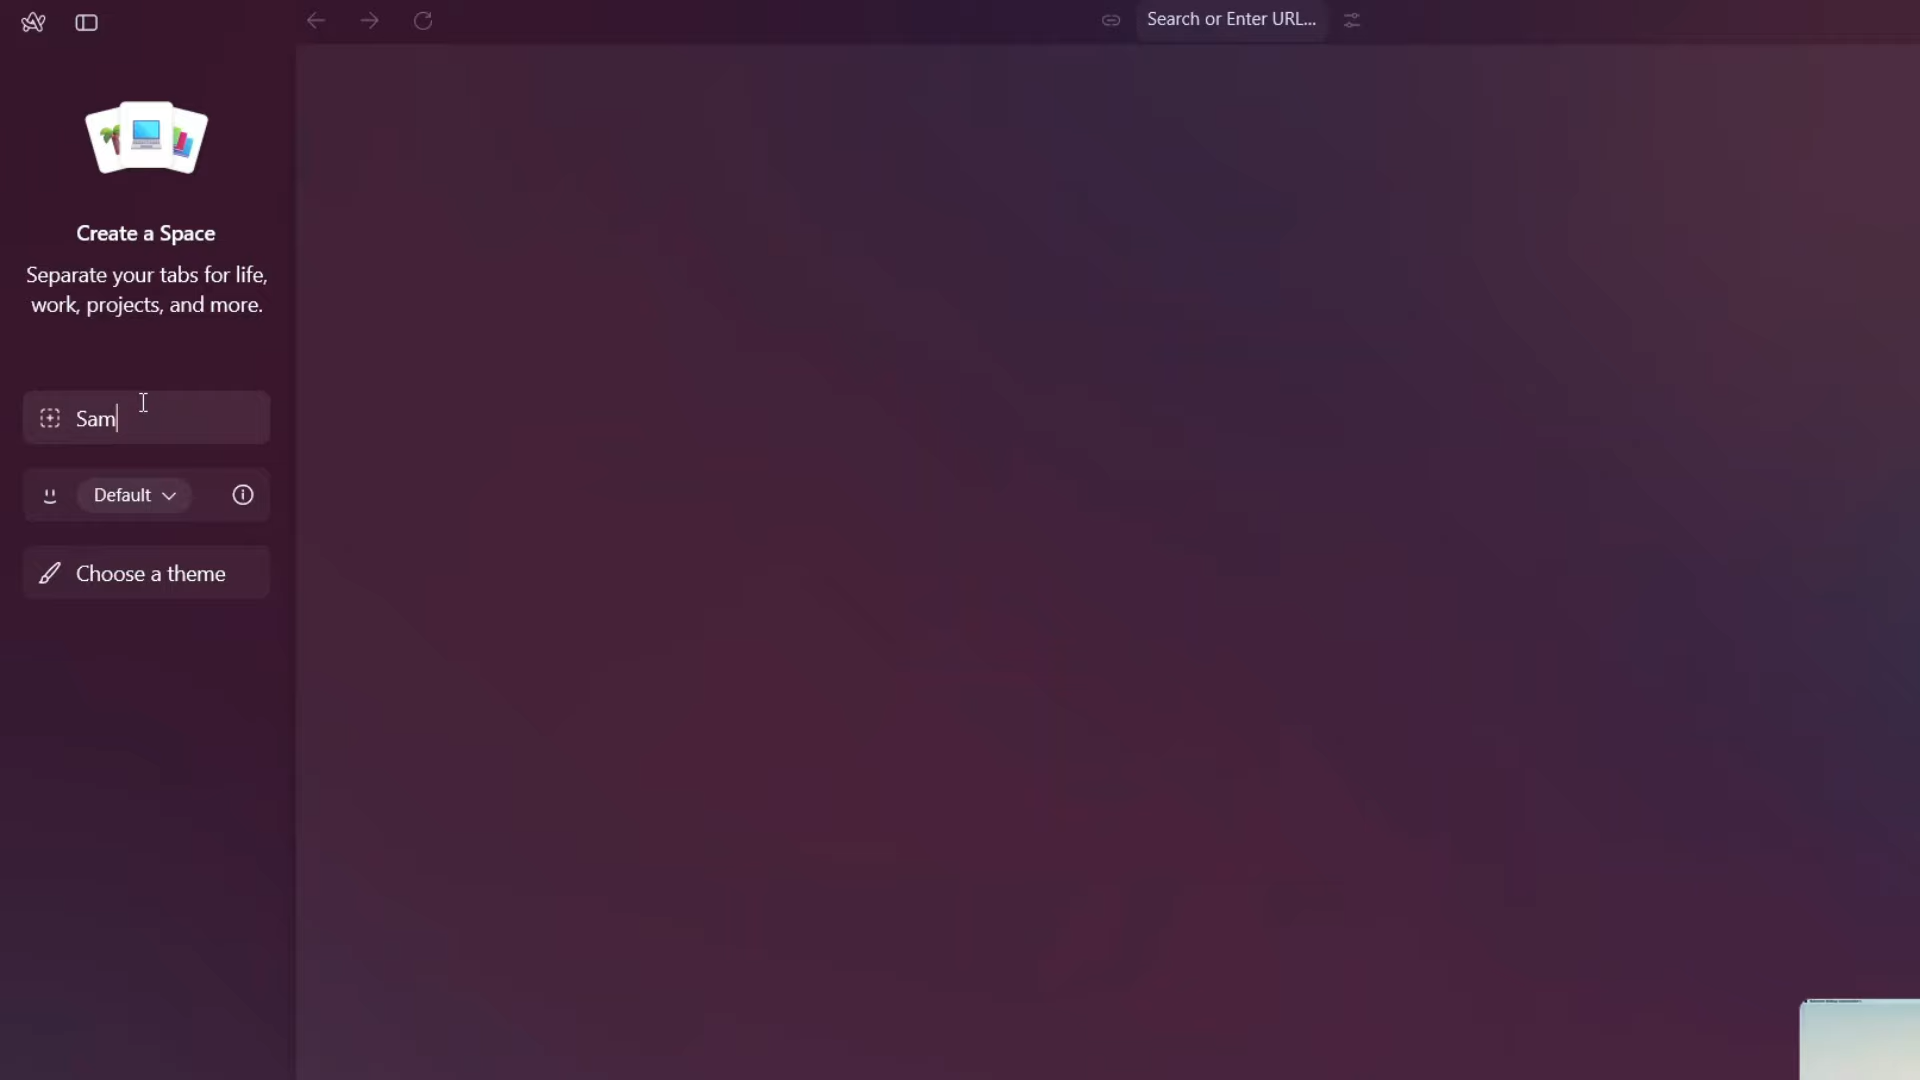 Search or Enter URL...
Create a Space
Separate your tabs for life,
work, projects, and more.
Sam
Default
Choose a theme